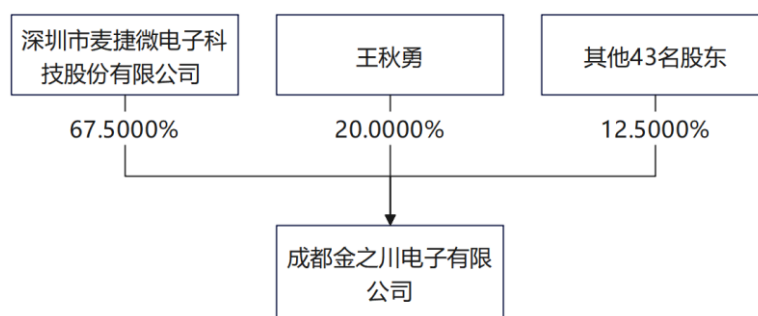 深圳市麦捷微电子科
技股份有限公司
王秋勇
其他43名股东
67.5000%
20.0000%
12.5000%
成都金之川电子有限
公司